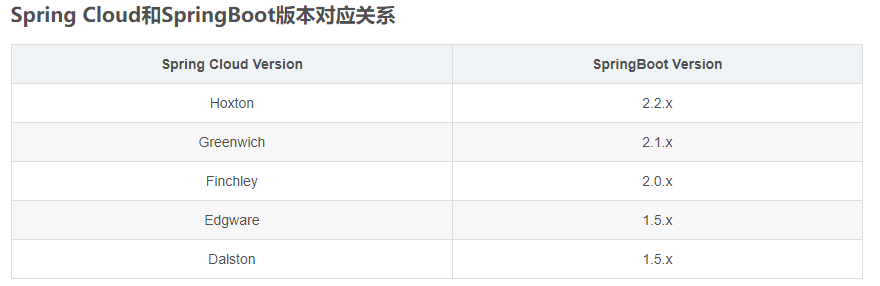 Spring Cloud和SpringBoot版本对应关系
Spring Cloud Version SpringBoot Version
Hoxton 2.2.x
Greenwich 2.1.x
Finchley 2.0.x
Edgware 1.5.x
Dalston 1.5.x